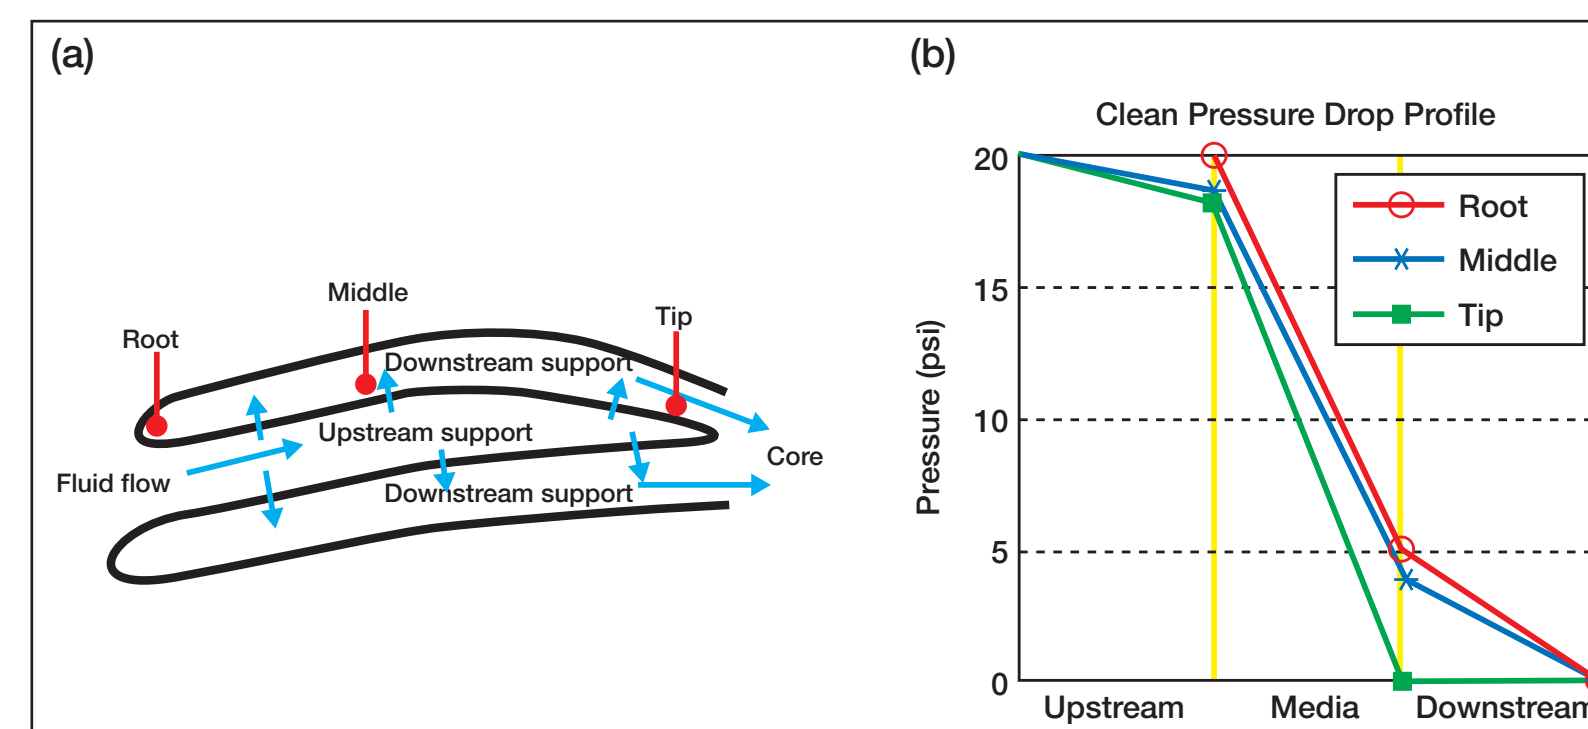 (a)
Root
Middle
Tip
Downstream support
Upstream support
Fluid flow
Downstream support
Core
(b)
Clean Pressure Drop Profile
Pressure (psi)
20
15
10
5
0
Root
Middle
Tip
Upstream
Media
Downstream